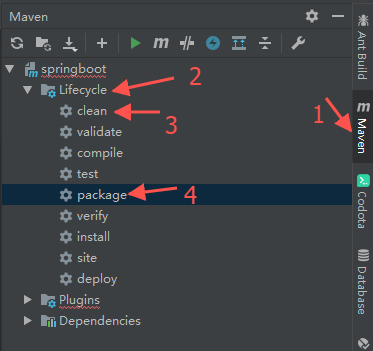 Maven
springboot
Lifecycle
2
clean
3
validate
compile
test
package
4
verify
install
site
deploy
Plugins
Dependencies
Ant Build
1
m Maven
Codota
Database